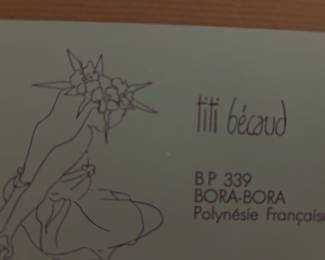 titi bécaud
B P 339
BORA-BORA
Polynésie Française